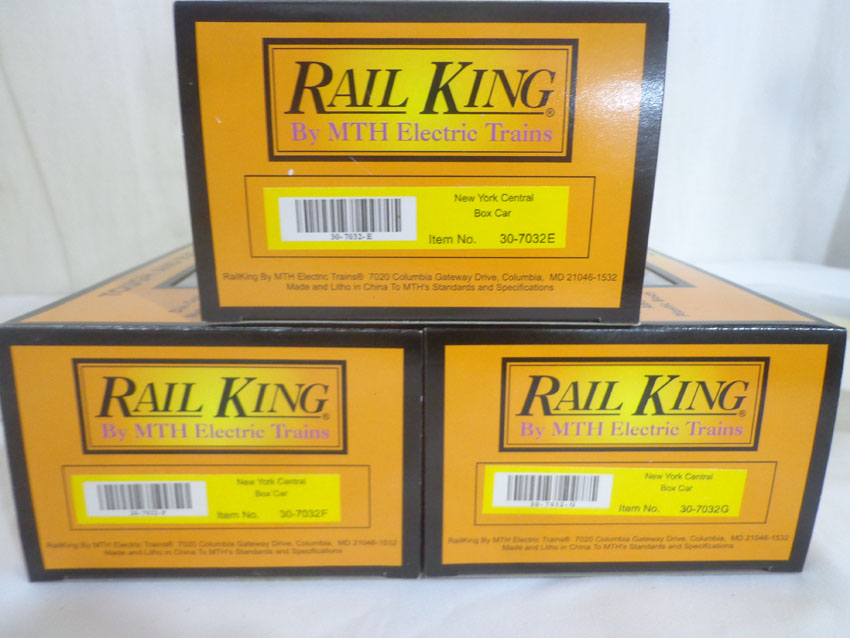 RAIL KING®
By MTH Electric Trains
New York Central
Box Car
30-7032-E
Item No. 30-7032E
RailKing By MTH Electric Trains® 7020 Columbia Gateway Drive, Columbia, MD 21046-1532
Made and Litho in China To MTH's Standards and Specifications
RAIL KING®
By MTH Electric Trains
New York Central
Box Car
30-7032-F
Item No. 30-7032F
RailKing By MTH Electric Trains® 7020 Columbia Gateway Drive, Columbia, MD 21046-1532
Made and Litho in China To MTH's Standards and Specifications
RAIL KING®
By MTH Electric Trains
New York Central
Box Car
30-7032-G
Item No. 30-7032G
RailKing By MTH Electric Trains® 7020 Columbia Gateway Drive, Columbia, MD 21046-1532
Made and Litho in China To MTH's Standards and Specifications